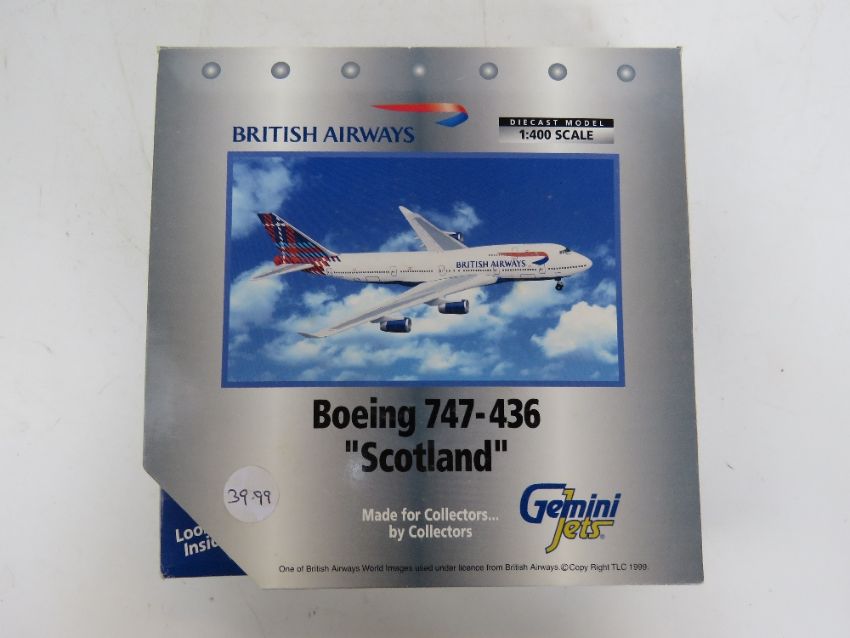 BRITISH AIRWAYS
DIECAST MODEL
1:400 SCALE
BRITISH AIRWAYS
Boeing 747-436
"Scotland"
39.99
Made for Collectors...
by Collectors
Gemini
Jets®
One of British Airways World Images used under licence from British Airways. ©Copy Right TLC 1999.